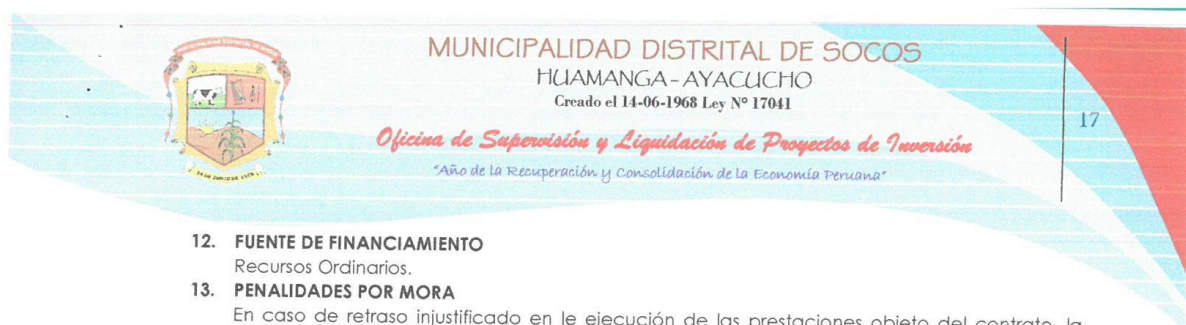 MUNICIPALIDAD DISTRITAL DE SOCOS
HUAMANGA-AYACUCHO
Creado el 14-06-1968 Ley Nº 17041
17
Oficina de Supervisión y Liquidación de Proyectos de Inversión
"Año de la Recuperación y Consolidación de la Economía Peruana"
12. FUENTE DE FINANCIAMIENTO
Recursos Ordinarios.
13. PENALIDADES POR MORA
En caso de retraso injustificado en le ejecución de las prestaciones objeto del contrato, la